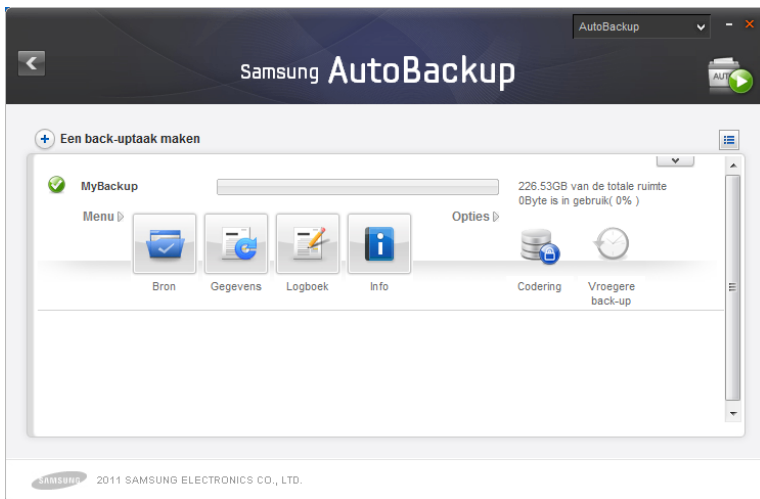 AutoBackup
samsung AutoBackup
AUTO
Een back-uptaak maken
MyBackup
226.53GB van de totale ruimte
0Byte is in gebruik( 0% )
Menu
Opties
Bron
Gegevens
Logboek
Info
Codering
Vroegere
back-up
SAMSUNG
2011 SAMSUNG ELECTRONICS CO., LTD.